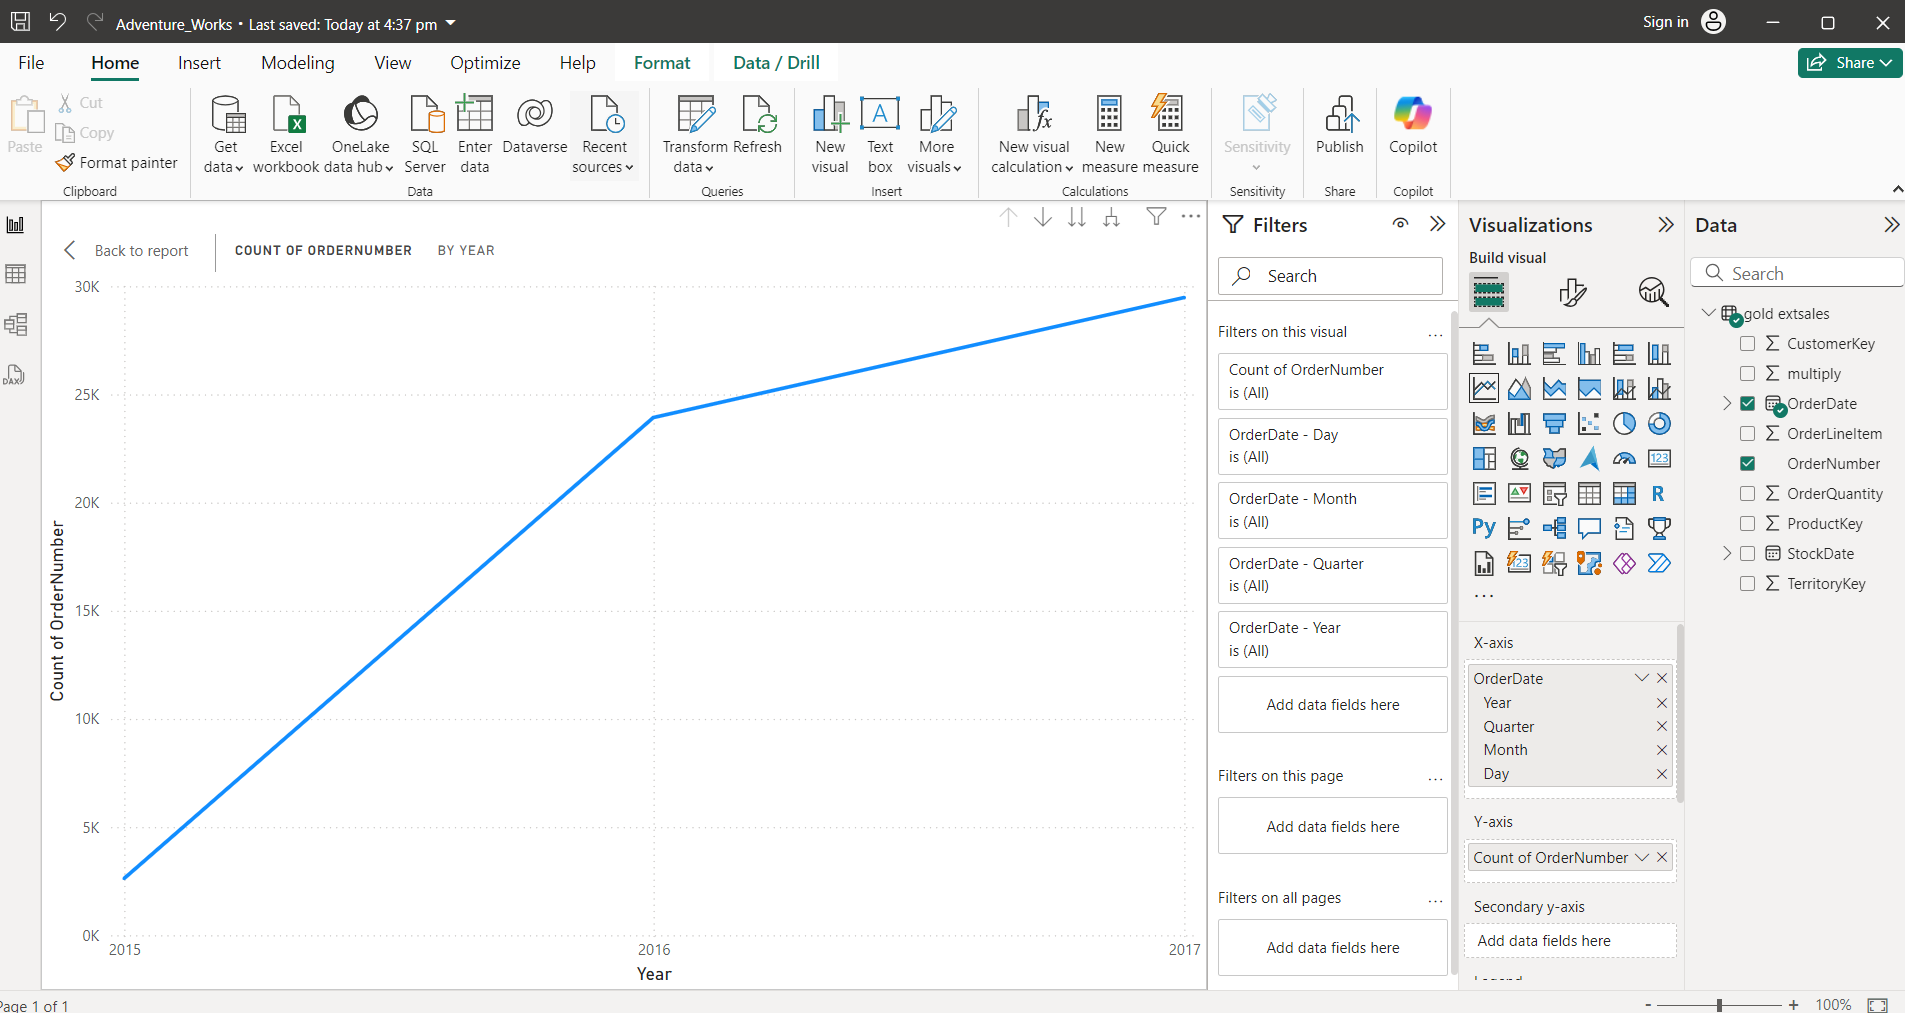 Adventure_Works • Last saved: Today at 4:37 pm
Sign in
File
Home
Insert
Modeling
View
Optimize
Help
Format
Data / Drill
Share
Paste
Cut
Copy
Format painter
Clipboard
Get data
Excel workbook
OneLake data hub
SQL Server
Enter data
Dataverse
Recent sources
Data
Transform data
Refresh
Queries
New visual
Text box
More visuals
Insert
New visual calculation
New measure
Quick measure
Calculations
Sensitivity
Sensitivity
Publish
Share
Copilot
Copilot
Back to report
COUNT OF ORDERNUMBER
BY YEAR
30K
25K
20K
15K
10K
5K
0K
Count of OrderNumber
2015
2016
2017
Year
Filters
Search
Filters on this visual
Count of OrderNumber
is (All)
OrderDate - Day
is (All)
OrderDate - Month
is (All)
OrderDate - Quarter
is (All)
OrderDate - Year
is (All)
Add data fields here
Filters on this page
Add data fields here
Filters on all pages
Add data fields here
Visualizations
Build visual
123
R
Py
123
X-axis
OrderDate
Year
Quarter
Month
Day
Y-axis
Count of OrderNumber
Secondary y-axis
Add data fields here
Legend
Data
Search
gold extsales
CustomerKey
multiply
OrderDate
OrderLineItem
OrderNumber
OrderQuantity
ProductKey
StockDate
TerritoryKey
DAX
Page 1 of 1
- + 100%